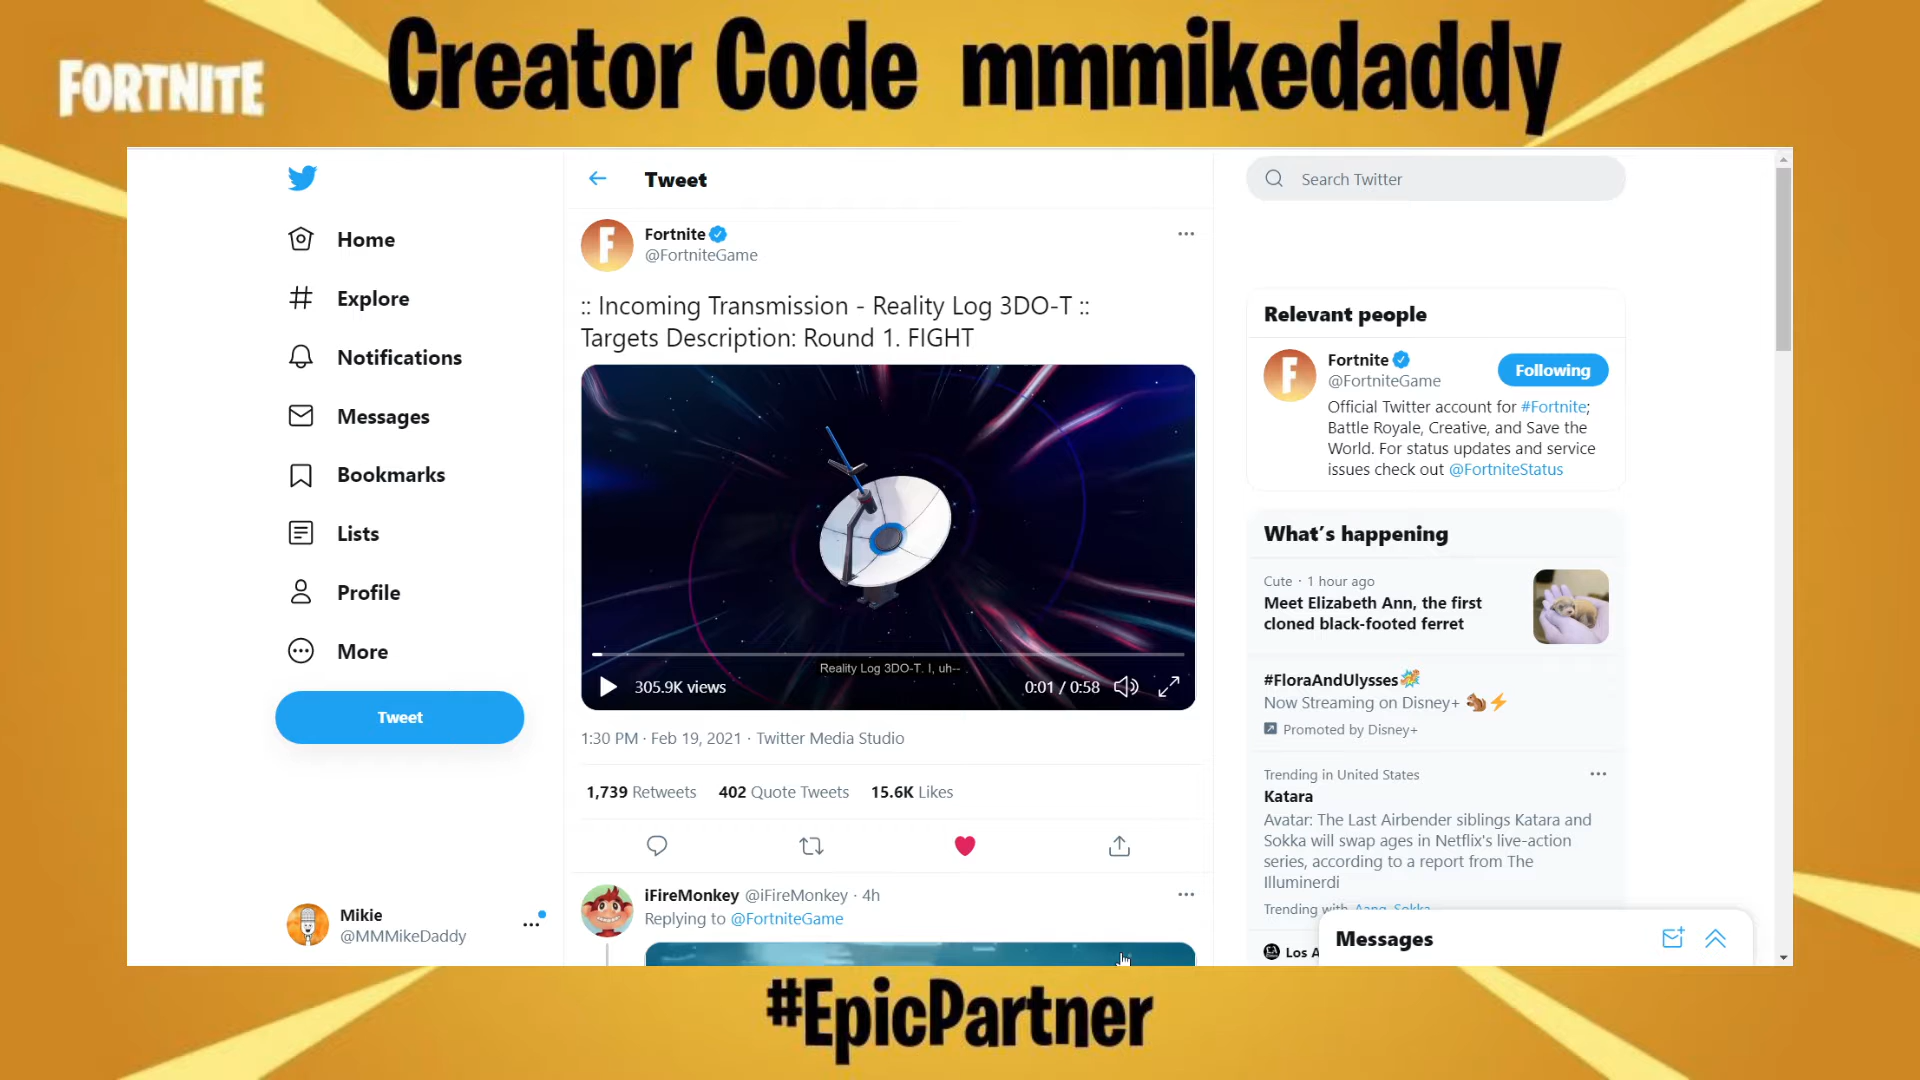 FORTNITE
Creator Code mmmikedaddy
Home
Explore
Notifications
Messages
Bookmarks
Lists
Profile
More
Tweet
Mikie
@MMMikeDaddy
Tweet
Fortnite
@FortniteGame
:: Incoming Transmission - Reality Log 3DO-T ::
Targets Description: Round 1. FIGHT
Reality Log 3DO-T. I, uh--
305.9K views
0:01 / 0:58
1:30 PM · Feb 19, 2021 · Twitter Media Studio
1,739 Retweets 402 Quote Tweets 15.6K Likes
iFireMonkey @iFireMonkey · 4h
Replying to @FortniteGame
Search Twitter
Relevant people
Fortnite
@FortniteGame
Following
Official Twitter account for #Fortnite;
Battle Royale, Creative, and Save the
World. For status updates and service
issues check out @FortniteStatus
What's happening
Cute · 1 hour ago
Meet Elizabeth Ann, the first
cloned black-footed ferret
#FloraAndUlysses
Now Streaming on Disney+
Promoted by Disney+
Trending in United States
Katara
Avatar: The Last Airbender siblings Katara and
Sokka will swap ages in Netflix's live-action
series, according to a report from The
Illuminerdi
Trending with Aang, Sokka
Los A
Messages
#EpicPartner